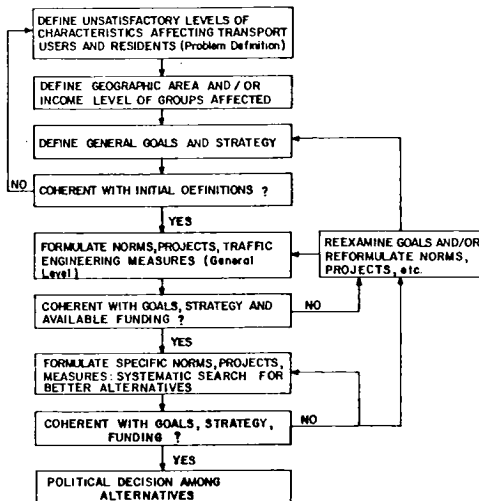 DEFINE UNSATISFACTORY LEVELS OF
CHARACTERISTICS AFFECTING TRANSPORT
USERS AND RESIDENTS (Problem Definition)
DEFINE GEOGRAPHIC AREA AND/OR
INCOME LEVEL OF GROUPS AFFECTED
DEFINE GENERAL GOALS AND STRATEGY
NO
COHERENT WITH INITIAL DEFINITIONS ?
YES
FORMULATE NORMS, PROJECTS, TRAFFIC
ENGINEERING MEASURES (General
Level)
REEXAMINE GOALS AND/OR
REFORMULATE NORMS,
PROJECTS, etc.
COHERENT WITH GOALS, STRATEGY AND
AVAILABLE FUNDING ?
NO
YES
FORMULATE SPECIFIC NORMS, PROJECTS,
MEASURES: SYSTEMATIC SEARCH FOR
BETTER ALTERNATIVES
COHERENT WITH GOALS, STRATEGY,
FUNDING ?
NO
YES
POLITICAL DECISION AMONG
ALTERNATIVES